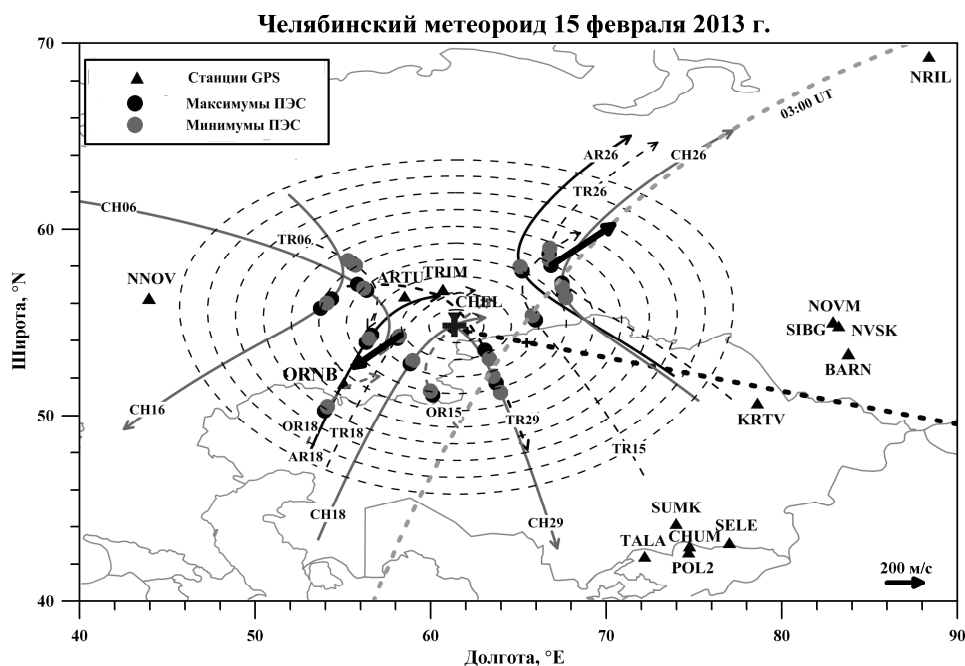 Челябинский метеороид 15 февраля 2013 г.
70
Станции GPS
Максимумы ПЭС
Минимумы ПЭС
NRIL
03:00 UT
AR26
CH26
TR26
CH06
60
TR06
NNOV
ARTU
TRIM
CHEL
NOVM
SIBG
NVSK
BARN
Широта, °N
ORNB
KRTV
CH16
50
OR18
TR18
OR15
TR29
AR18
TR15
CH18
CH29
SUMK
SELE
CHUM
TALA
POL2
200 м/с
40
40
50
60
70
80
90
Долгота, °E